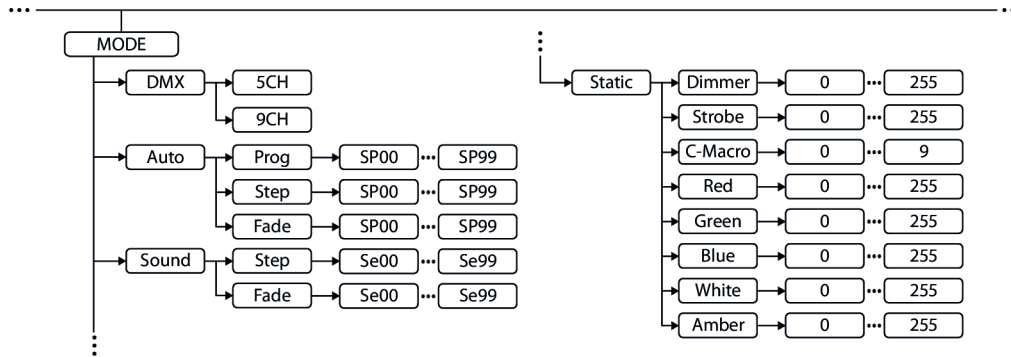 MODE
DMX 5CH
9CH
Auto Prog SP00 ••• SP99
Step SP00 ••• SP99
Fade SP00 ••• SP99
Sound Step Se00 ••• Se99
Fade Se00 ••• Se99
Static Dimmer 0 ••• 255
Strobe 0 ••• 255
C-Macro 0 ••• 9
Red 0 ••• 255
Green 0 ••• 255
Blue 0 ••• 255
White 0 ••• 255
Amber 0 ••• 255